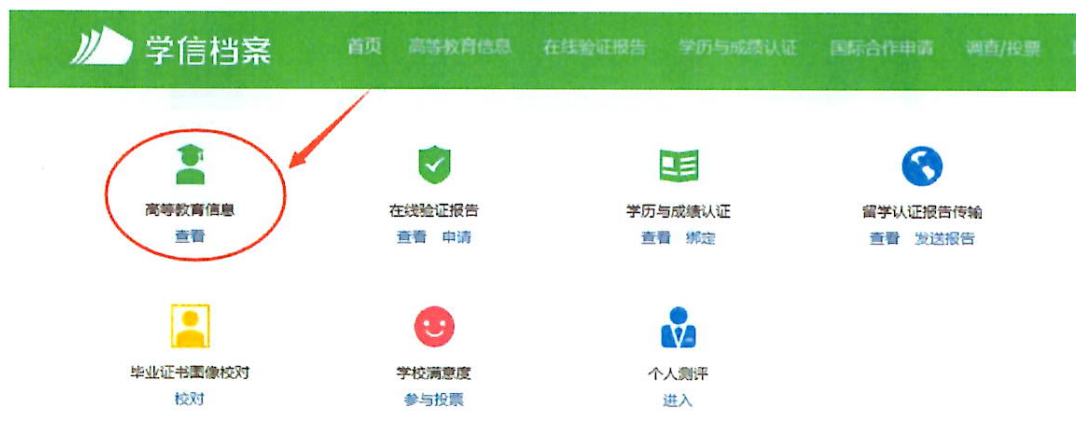 学信档案
首页 高等教育信息 在线验证报告 学历与成绩认证 国际合作申请 调查/投票
高等教育信息 在线验证报告 学历与成绩认证 留学认证报告传输
查看 查看 申请 查看 绑定 查看 发送报告
毕业证书图像校对 学校满意度 个人测评
校对 参与投票 进入